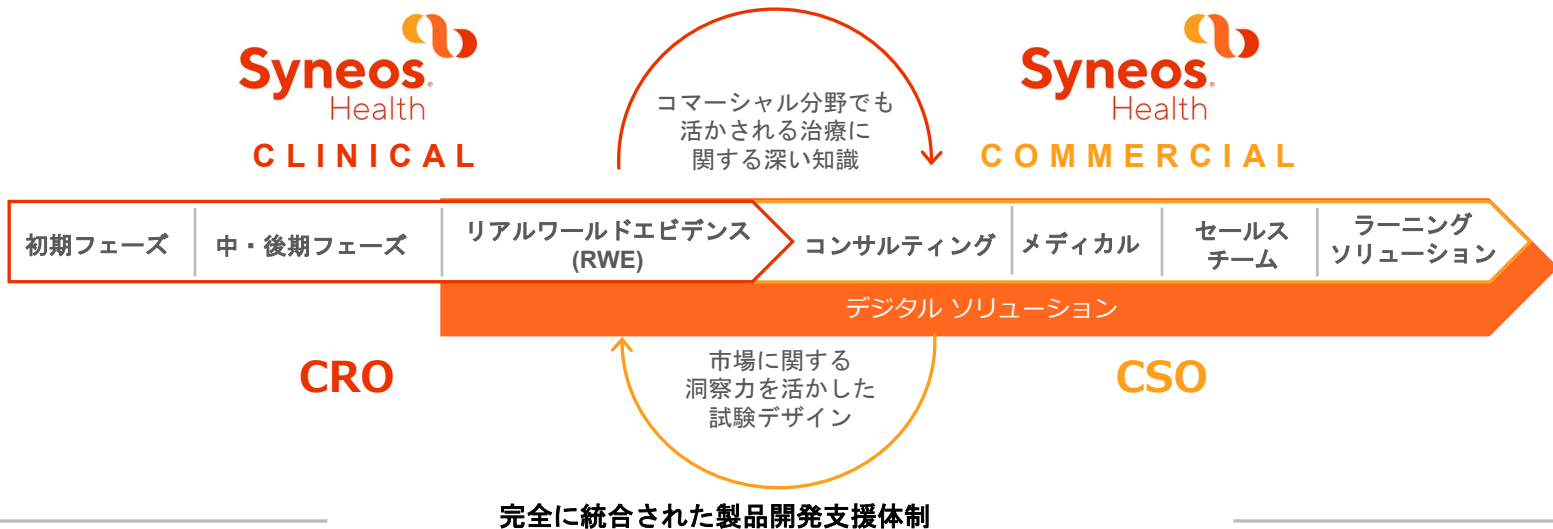 Syneos®
Health
CLINICAL
コマーシャル分野でも
活かされる治療に
関する深い知識
Syneos®
Health
COMMERCIAL
初期フェーズ
中・後期フェーズ
リアルワールドエビデンス
(RWE)
コンサルティング
メディカル
セールス
チーム
ラーニング
ソリューション
デジタル ソリューション
CRO
市場に関する
洞察力を活かした
試験デザイン
CSO
完全に統合された製品開発支援体制